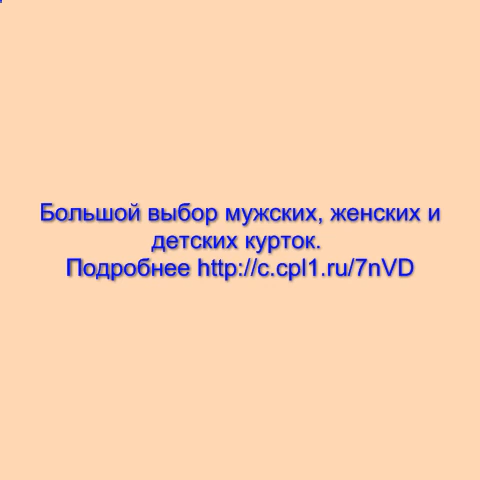 Большой выбор мужских, женских и
детских курток.
Подробнее http://c.cpl1.ru/7nVD